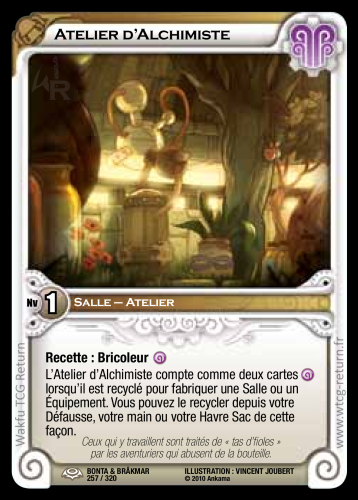 ATELIER D'ALCHIMISTE
Nv 1 SALLE – ATELIER
Recette : Bricoleur
L'Atelier d'Alchimiste compte comme deux cartes
lorsqu'il est recyclé pour fabriquer une Salle ou un
Équipement. Vous pouvez le recycler depuis votre
Défausse, votre main ou votre Havre Sac de cette
façon.
Ceux qui y travaillent sont traités de « tas d'fioles »
par les aventuriers qui abusent de la bouteille.
BONTA & BRÂKMAR
257 / 320
ILLUSTRATION : VINCENT JOUBERT
© 2010 Ankama
Wakfu-TCG-Return
www-wtcg-return.fr